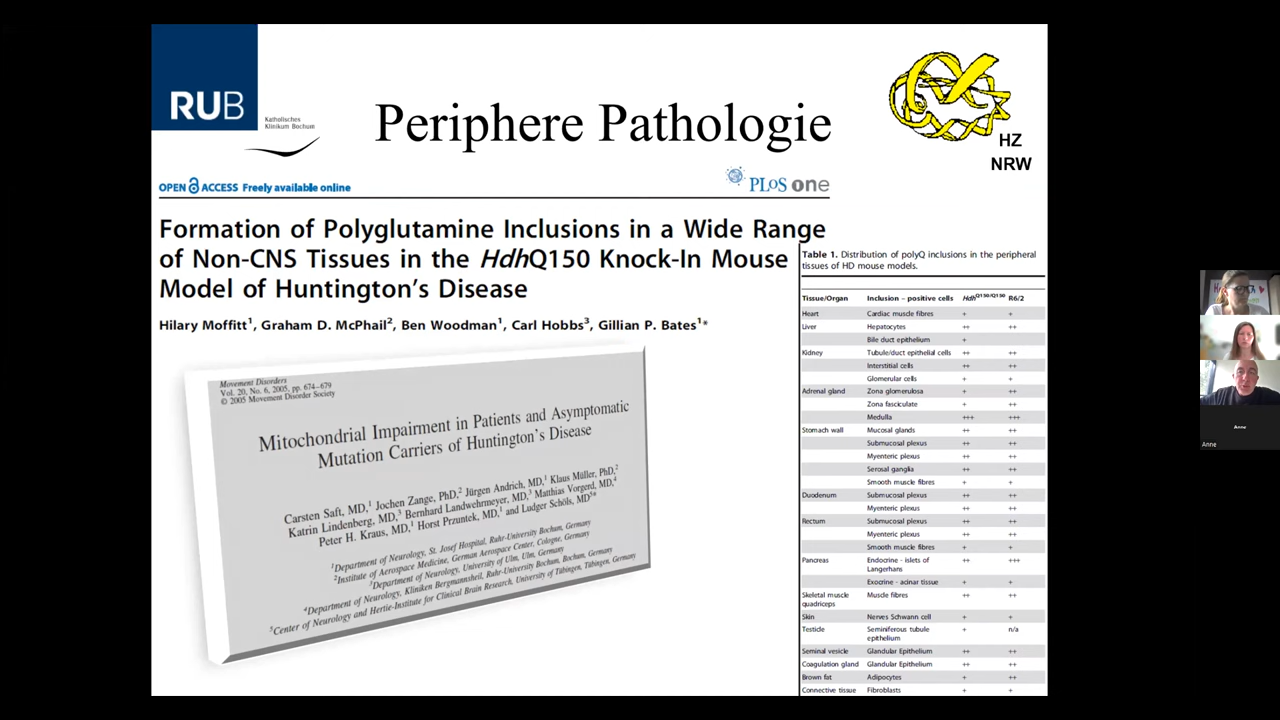 RUB
Katholisches
Klinikum Bochum
Periphere Pathologie
HZ
NRW
OPEN ACCESS Freely available online
PLoS one
Formation of Polyglutamine Inclusions in a Wide Range
of Non-CNS Tissues in the HdhQ150 Knock-In Mouse
Model of Huntington's Disease
Hilary Moffitt1, Graham D. McPhail2, Ben Woodman1, Carl Hobbs3, Gillian P. Bates1*
Movement Disorders
Vol. 20, No. 6, 2005, pp. 674–679
© 2005 Movement Disorder Society
Mitochondrial Impairment in Patients and Asymptomatic
Mutation Carriers of Huntington's Disease
Carsten Saft, MD,1 Jochen Zange, PhD,2 Jürgen Andrich, MD,1 Klaus Müller, PhD,2
Katrin Lindenberg, MD,3 Bernhard Landwehrmeyer, MD,3 Matthias Vorgerd, MD,4
Peter H. Kraus, MD,1 Horst Przuntek, MD,1 and Ludger Schöls, MD5*
1Department of Neurology, St. Josef Hospital, Ruhr-University Bochum, Germany
2Institute of Aerospace Medicine, German Aerospace Center, Cologne, Germany
3Department of Neurology, University of Ulm, Ulm, Germany
4Department of Neurology, Kliniken Bergmannsheil, Ruhr-University Bochum, Bochum, Germany
5Center of Neurology and Hertie-Institute for Clinical Brain Research, University of Tübingen, Tübingen, Germany
Table 1. Distribution of polyQ inclusions in the peripheral
tissues of HD mouse models.
Tissue/Organ Inclusion – positive cells HdhQ150/Q150 R6/2
Heart Cardiac muscle fibres + +
Liver Hepatocytes ++ ++
Bile duct epithelium +
Kidney Tubule/duct epithelial cells ++ ++
Interstitial cells ++ ++
Glomerular cells + +
Adrenal gland Zona glomerulosa + ++
Zona fasciculate + ++
Medulla +++ +++
Stomach wall Mucosal glands ++ ++
Submucosal plexus ++ ++
Myenteric plexus ++ ++
Serosal ganglia ++ ++
Smooth muscle fibres + +
Duodenum Submucosal plexus ++ ++
Myenteric plexus ++ ++
Rectum Submucosal plexus ++ ++
Myenteric plexus ++ ++
Smooth muscle fibres + +
Pancreas Endocrine - islets of ++ +++
Langerhans
Exocrine - acinar tissue + +
Skeletal muscle Muscle fibres ++ ++
quadriceps
Skin Nerves Schwann cell + +
Testicle Seminiferous tubule + n/a
epithelium
Seminal vesicle Glandular Epithelium ++ ++
Coagulation gland Glandular Epithelium ++ ++
Brown fat Adipocytes + ++
Connective tissue Fibroblasts + +
Anne
Anne